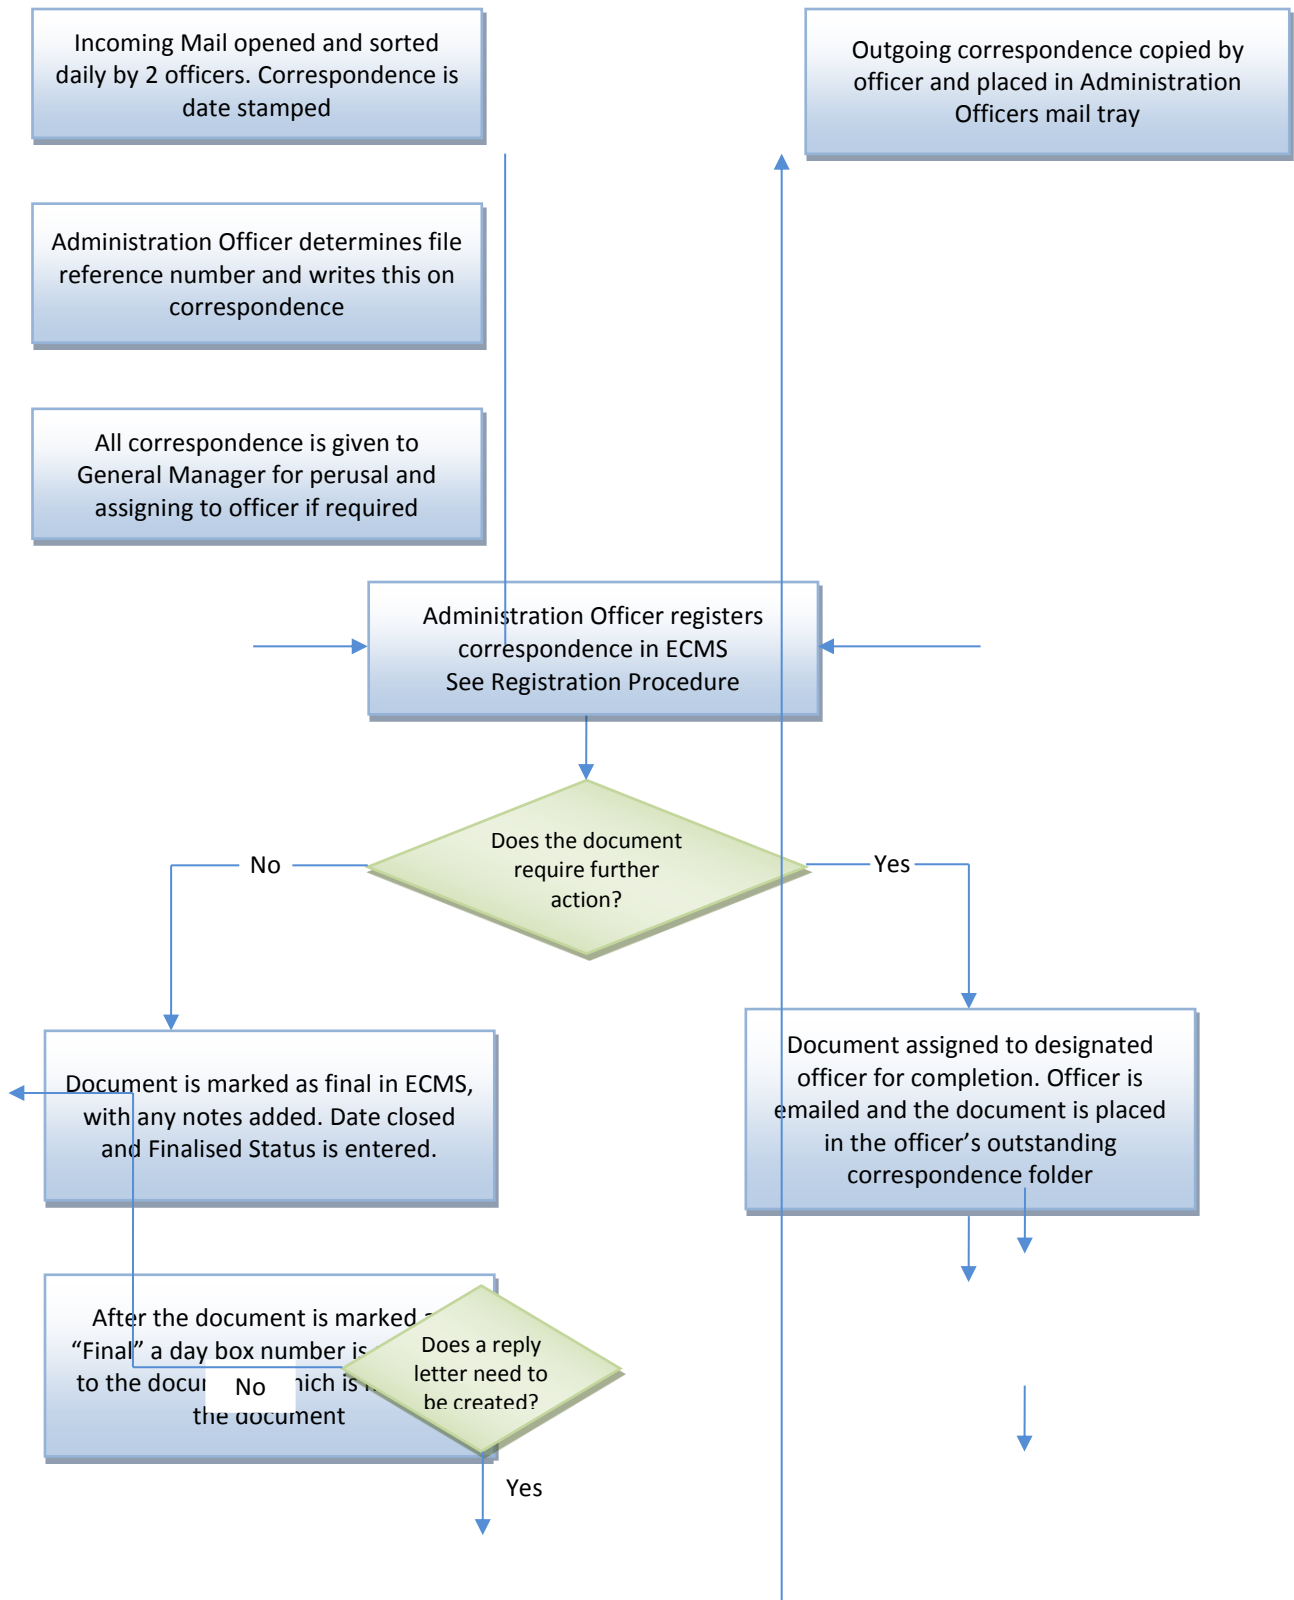 Incoming Mail opened and sorted
daily by 2 officers. Correspondence is
date stamped
Outgoing correspondence copied by
officer and placed in Administration
Officers mail tray
Administration Officer determines file
reference number and writes this on
correspondence
All correspondence is given to
General Manager for perusal and
assigning to officer if required
Administration Officer registers
correspondence in ECMS
See Registration Procedure
Does the document
require further
action?
No
Yes
Document is marked as final in ECMS,
with any notes added. Date closed
and Finalised Status is entered.
Document assigned to designated
officer for completion. Officer is
emailed and the document is placed
in the officer’s outstanding
correspondence folder
After the document is marked
“Final” a day box number is
to the
the document
Does a reply
letter need to
be created?
No
Yes